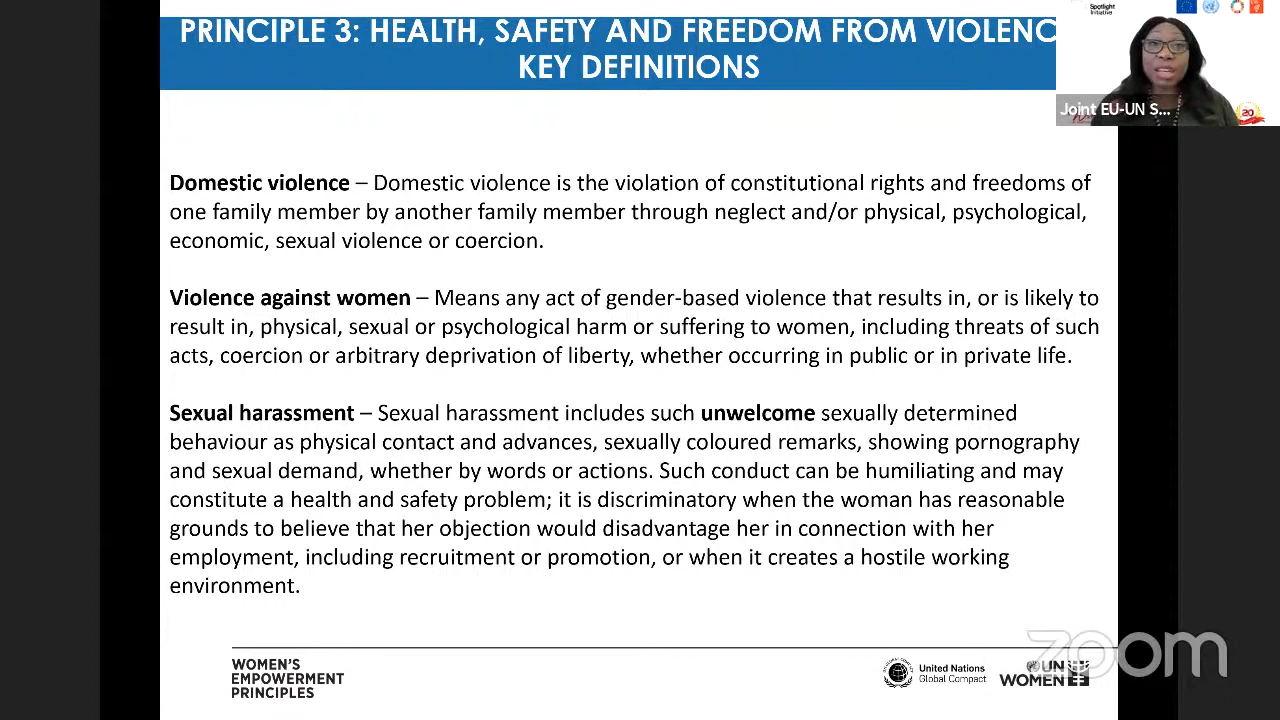 PRINCIPLE 3: HEALTH, SAFETY AND FREEDOM FROM VIOLENC
KEY DEFINITIONS
Spotlight
Initiative
Joint EU-UN S...
20
Domestic violence – Domestic violence is the violation of constitutional rights and freedoms of
one family member by another family member through neglect and/or physical, psychological,
economic, sexual violence or coercion.
Violence against women – Means any act of gender-based violence that results in, or is likely to
result in, physical, sexual or psychological harm or suffering to women, including threats of such
acts, coercion or arbitrary deprivation of liberty, whether occurring in public or in private life.
Sexual harassment – Sexual harassment includes such unwelcome sexually determined
behaviour as physical contact and advances, sexually coloured remarks, showing pornography
and sexual demand, whether by words or actions. Such conduct can be humiliating and may
constitute a health and safety problem; it is discriminatory when the woman has reasonable
grounds to believe that her objection would disadvantage her in connection with her
employment, including recruitment or promotion, or when it creates a hostile working
environment.
WOMEN'S
EMPOWERMENT
PRINCIPLES
United Nations
Global Compact
UN
WOMEN
zoom